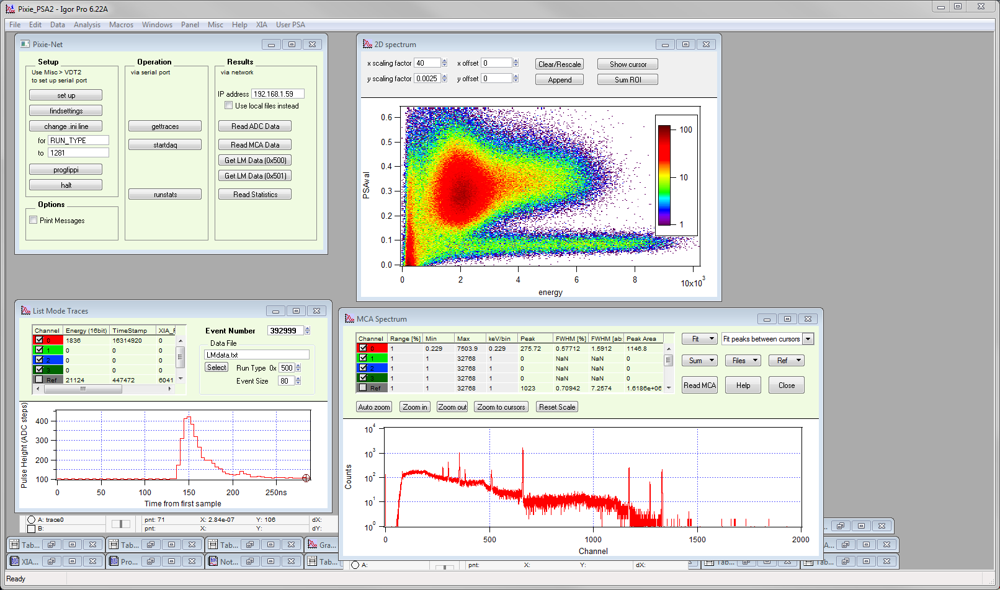 Pixie_PSA2 - Igor Pro 6.22A
File Edit Data Analysis Macros Windows Panel Misc Help XIA User PSA
Pixie-Net
Setup
Use Misc > VDT2
to set up serial port
set up
findsettings
change .ini line
for RUN_TYPE
to 1281
progfippi
halt
Options
Print Messages
Operation
via serial port
gettraces
startdaq
runstats
Results
via network
IP address 192.168.1.59
Use local files instead
Read ADC Data
Read MCA Data
Get LM Data (0x500)
Get LM Data (0x501)
Read Statistics
2D spectrum
x scaling factor 40 x offset 0 Clear/Rescale Show cursor
y scaling factor 0.0025 y offset 0 Append Sum ROI
0.6
0.5
0.4
0.3
0.2
0.1
0.0
PSAval
100
10
1
0 2 4 6 8 10x10³
energy
List Mode Traces
Channel Energy (16bit) TimeStamp XIA_F
0 1836 16314920 0
1 0 0 0
2 0 0 0
3 0 0 0
Ref 21124 447472 6041
Event Number 392999
Data File
LMdata.txt
Select Run Type 0x 500
Event Size 80
Pulse Height (ADC steps)
400
300
200
100
0 50 100 150 200 250ns
Time from first sample
A: trace0 pnt: 71 X: 2.84e-07 Y: 106 dX:
B: pnt: X: Y: dY:
MCA Spectrum
Channel Range [%] Min Max keV/bin Peak FWHM [%] FWHM [ab: Peak Area
0 1 0.229 7503.9 0.229 275.72 0.57712 1.5912 1146.8
1 1 1 32768 1 0 NaN NaN 0
2 1 1 32768 1 0 NaN NaN 0
3 1 1 32768 1 0 NaN NaN 0
Ref 1 1 32768 1 1023 0.70942 7.2574 1.6186e+06
Fit Fit peaks between cursors
Sum Files Ref
Read MCA Help Close
Auto zoom Zoom in Zoom out Zoom to cursors Reset Scale
10⁴
10³
10²
10¹
10⁰
Counts
0 500 1000 1500 2000
Channel
A: pnt: X: Y: dX:
Tab... Tab... Tab... Gra... A...
XIA... Pro... Not... Tab... Tab... Tab...
Ready